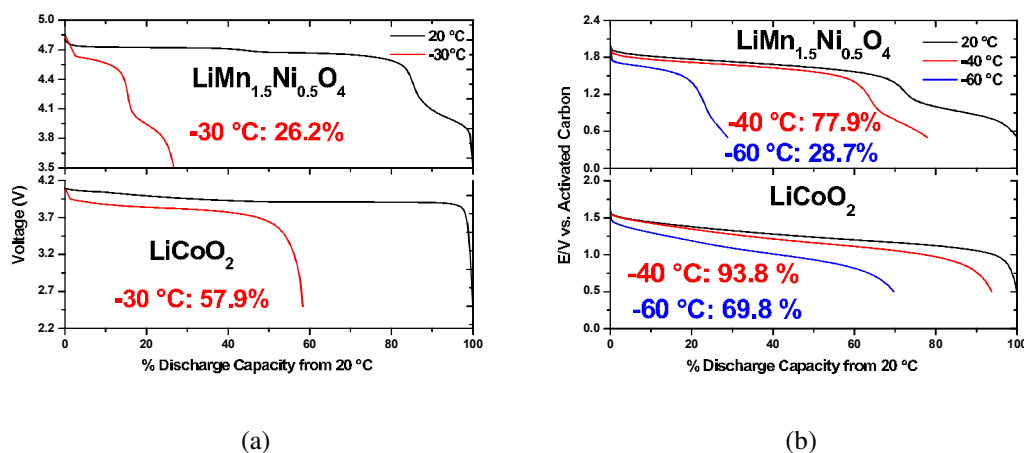 5.0
4.7
4.4
4.1
3.8
3.5
20 °C
-30°C
LiMn1.5Ni0.5O4
-30 °C: 26.2%
4.2
3.7
3.2
2.7
2.2
LiCoO2
-30 °C: 57.9%
Voltage (V)
0 20 40 60 80 100
% Discharge Capacity from 20 °C
(a)
2.4
1.8
1.2
0.6
0.0
LiMn1.5Ni0.5O4
20 °C
-40 °C
-60 °C
-40 °C: 77.9%
-60 °C: 28.7%
2.0
1.5
1.0
0.5
0.0
LiCoO2
-40 °C: 93.8 %
-60 °C: 69.8 %
E/V vs. Activated Carbon
0 20 40 60 80 100
% Discharge Capacity from 20 °C
(b)